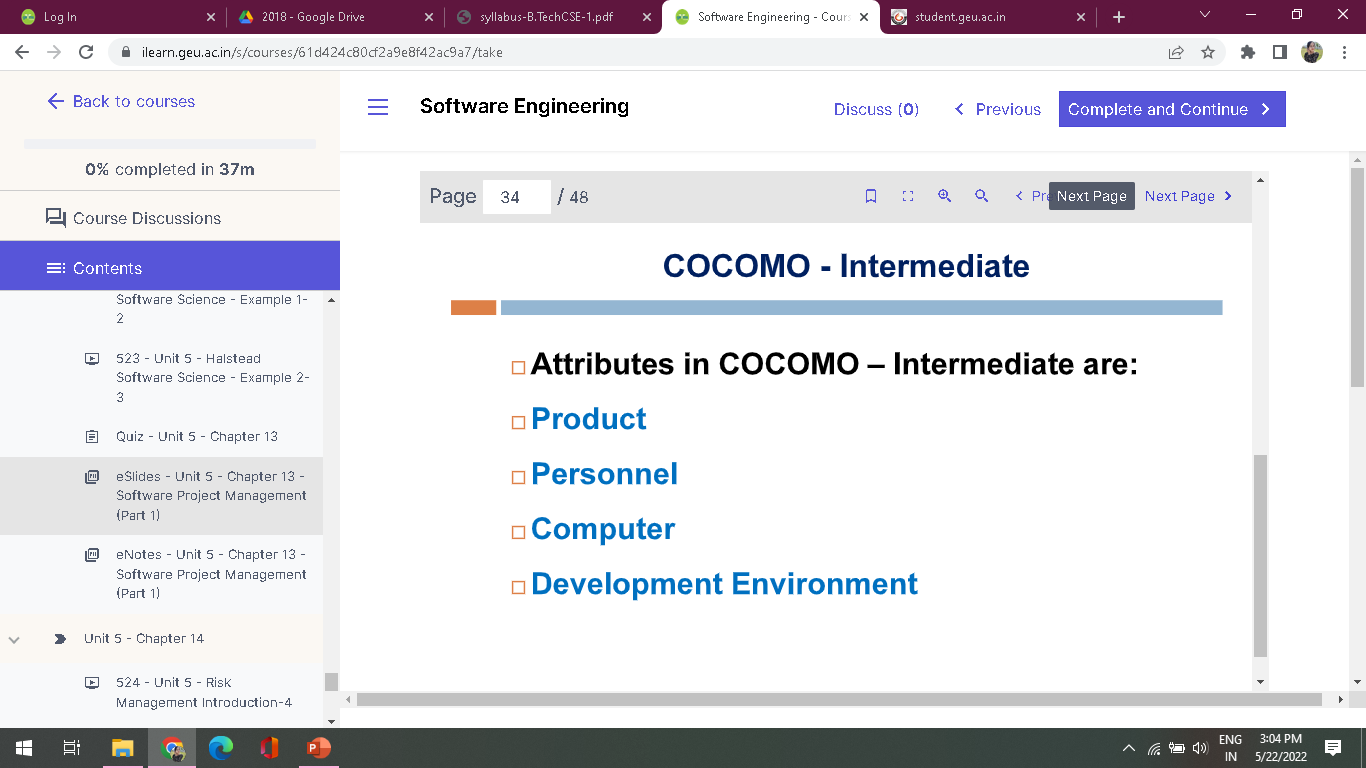 Log In
2018 - Google Drive
syllabus-B.TechCSE-1.pdf
Software Engineering - Cours
student.geu.ac.in
ilearn.geu.ac.in/s/courses/61d424c80cf2a9e8f42ac9a7/take
Back to courses
0% completed in 37m
Course Discussions
Contents
Software Science - Example 1-
2
523 - Unit 5 - Halstead
Software Science - Example 2-
3
Quiz - Unit 5 - Chapter 13
eSlides - Unit 5 - Chapter 13 -
Software Project Management
(Part 1)
eNotes - Unit 5 - Chapter 13 -
Software Project Management
(Part 1)
Unit 5 - Chapter 14
524 - Unit 5 - Risk
Management Introduction-4
Software Engineering
Discuss (0)
Previous
Complete and Continue
Page 34 / 48
Pre
Next Page
Next Page
COCOMO - Intermediate
Attributes in COCOMO – Intermediate are:
Product
Personnel
Computer
Development Environment
ENG
IN
3:04 PM
5/22/2022